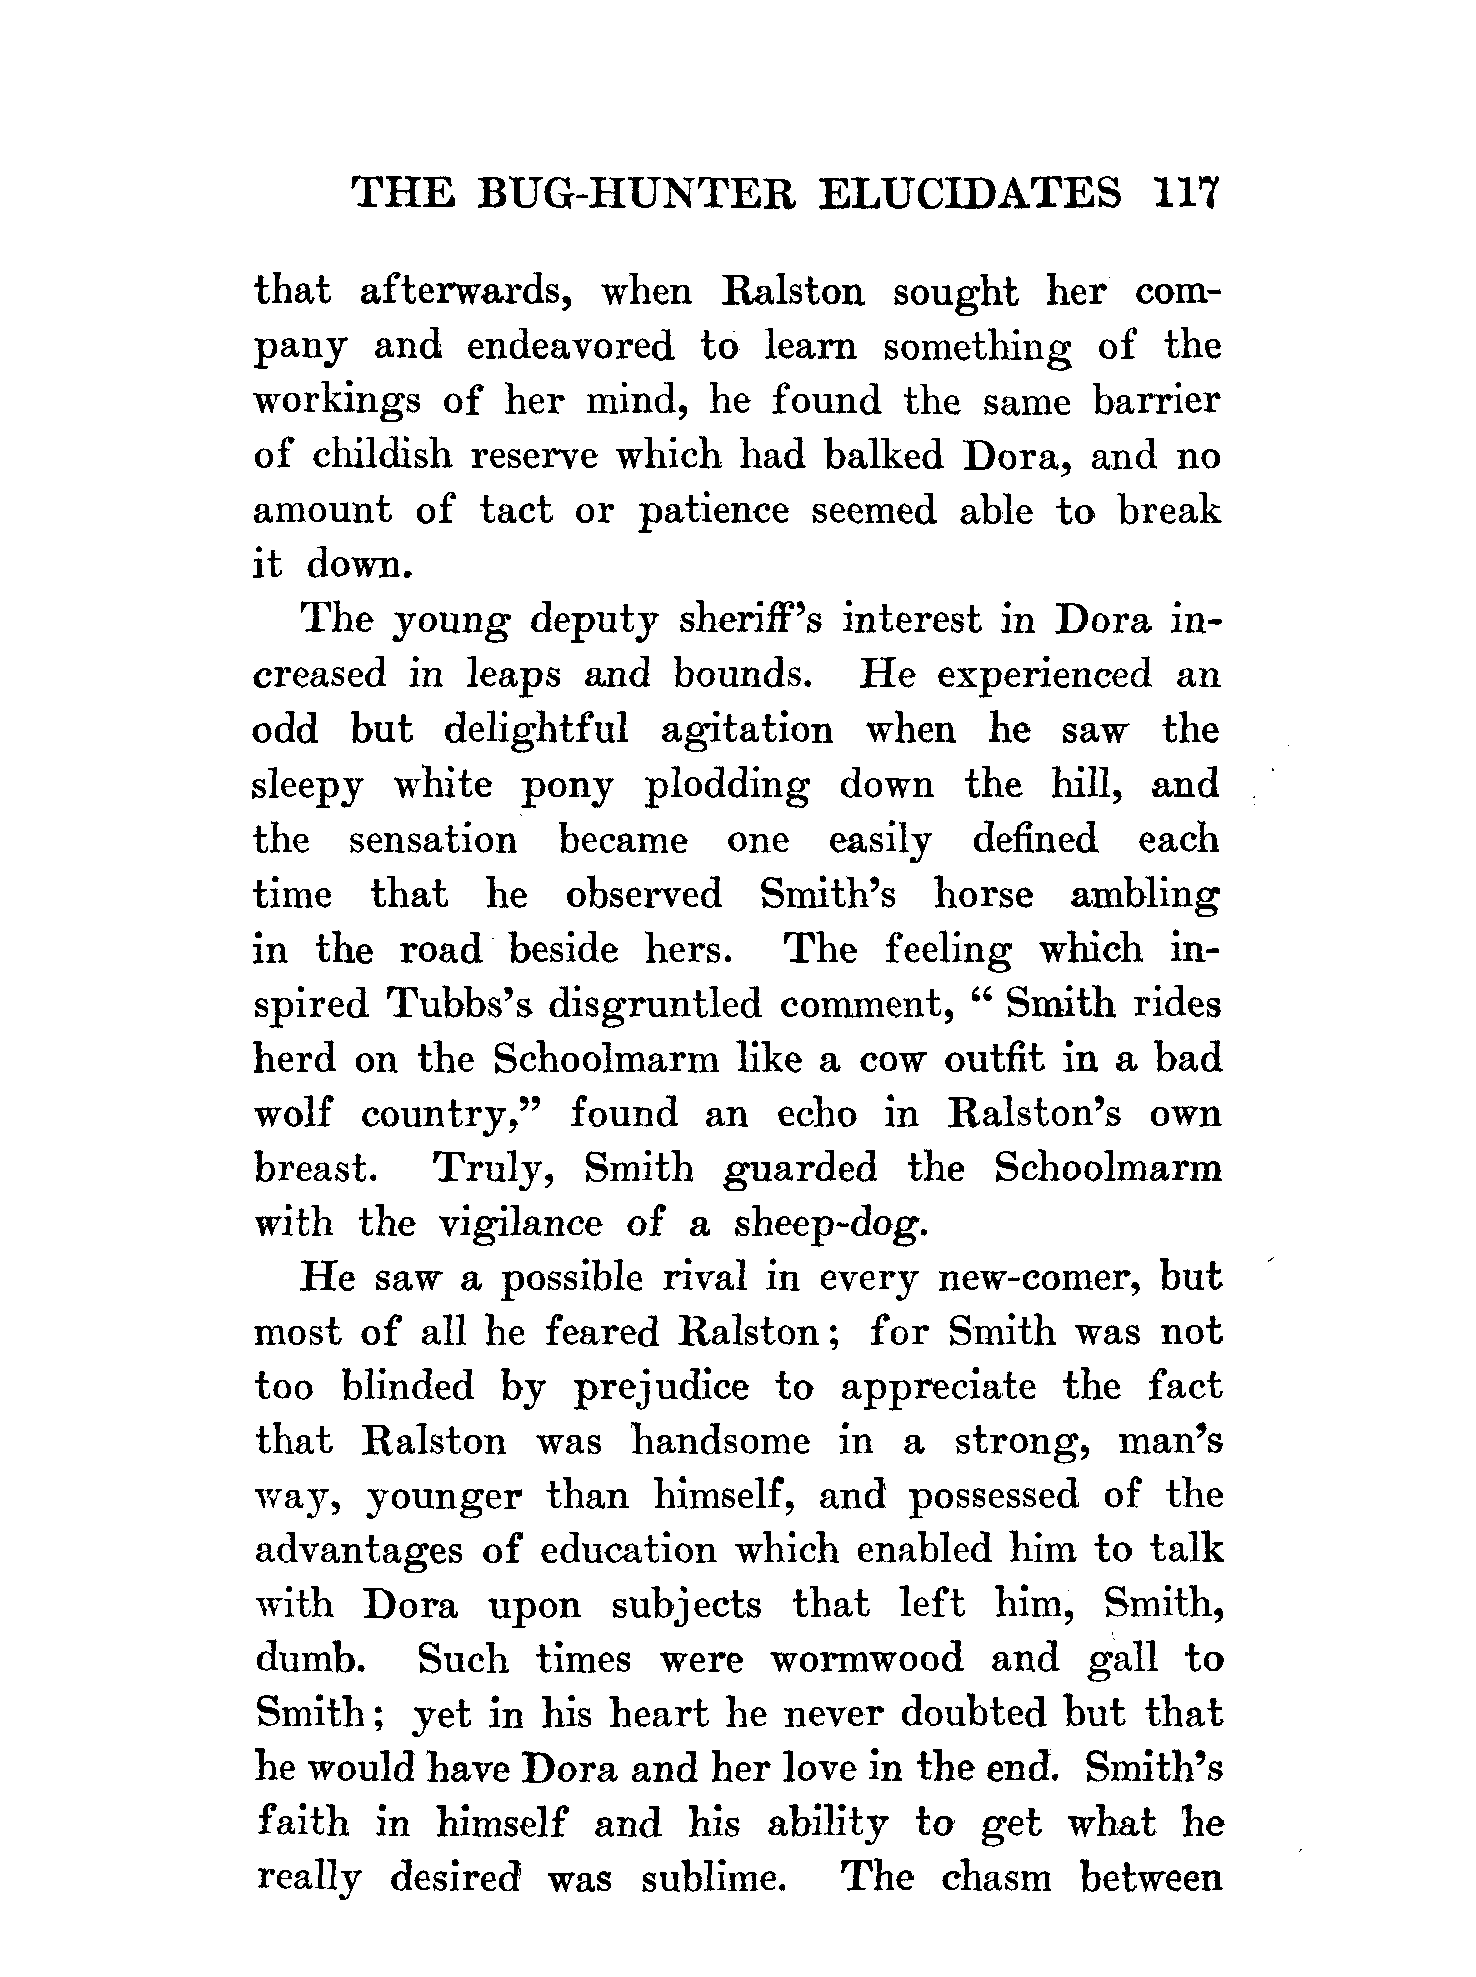 THE BUG-HUNTER ELUCIDATES 117
that afterwards, when Ralston sought her com-
pany and endeavored to learn something of the
workings of her mind, he found the same barrier
of childish reserve which had balked Dora, and no
amount of tact or patience seemed able to break
it down.
The young deputy sheriff's interest in Dora in-
creased in leaps and bounds. He experienced an
odd but delightful agitation when he saw the
sleepy white pony plodding down the hill, and
the sensation became one easily defined each
time that he observed Smith's horse ambling
in the road beside hers. The feeling which in-
spired Tubbs's disgruntled comment, “ Smith rides
herd on the Schoolmarm like a cow outfit in a bad
wolf country,” found an echo in Ralston's own
breast. Truly, Smith guarded the Schoolmarm
with the vigilance of a sheep-dog.
He saw a possible rival in every new-comer, but
most of all he feared Ralston; for Smith was not
too blinded by prejudice to appreciate the fact
that Ralston was handsome in a strong, man's
way, younger than himself, and possessed of the
advantages of education which enabled him to talk
with Dora upon subjects that left him, Smith,
dumb. Such times were wormwood and gall to
Smith; yet in his heart he never doubted but that
he would have Dora and her love in the end. Smith's
faith in himself and his ability to get what he
really desired was sublime. The chasm between